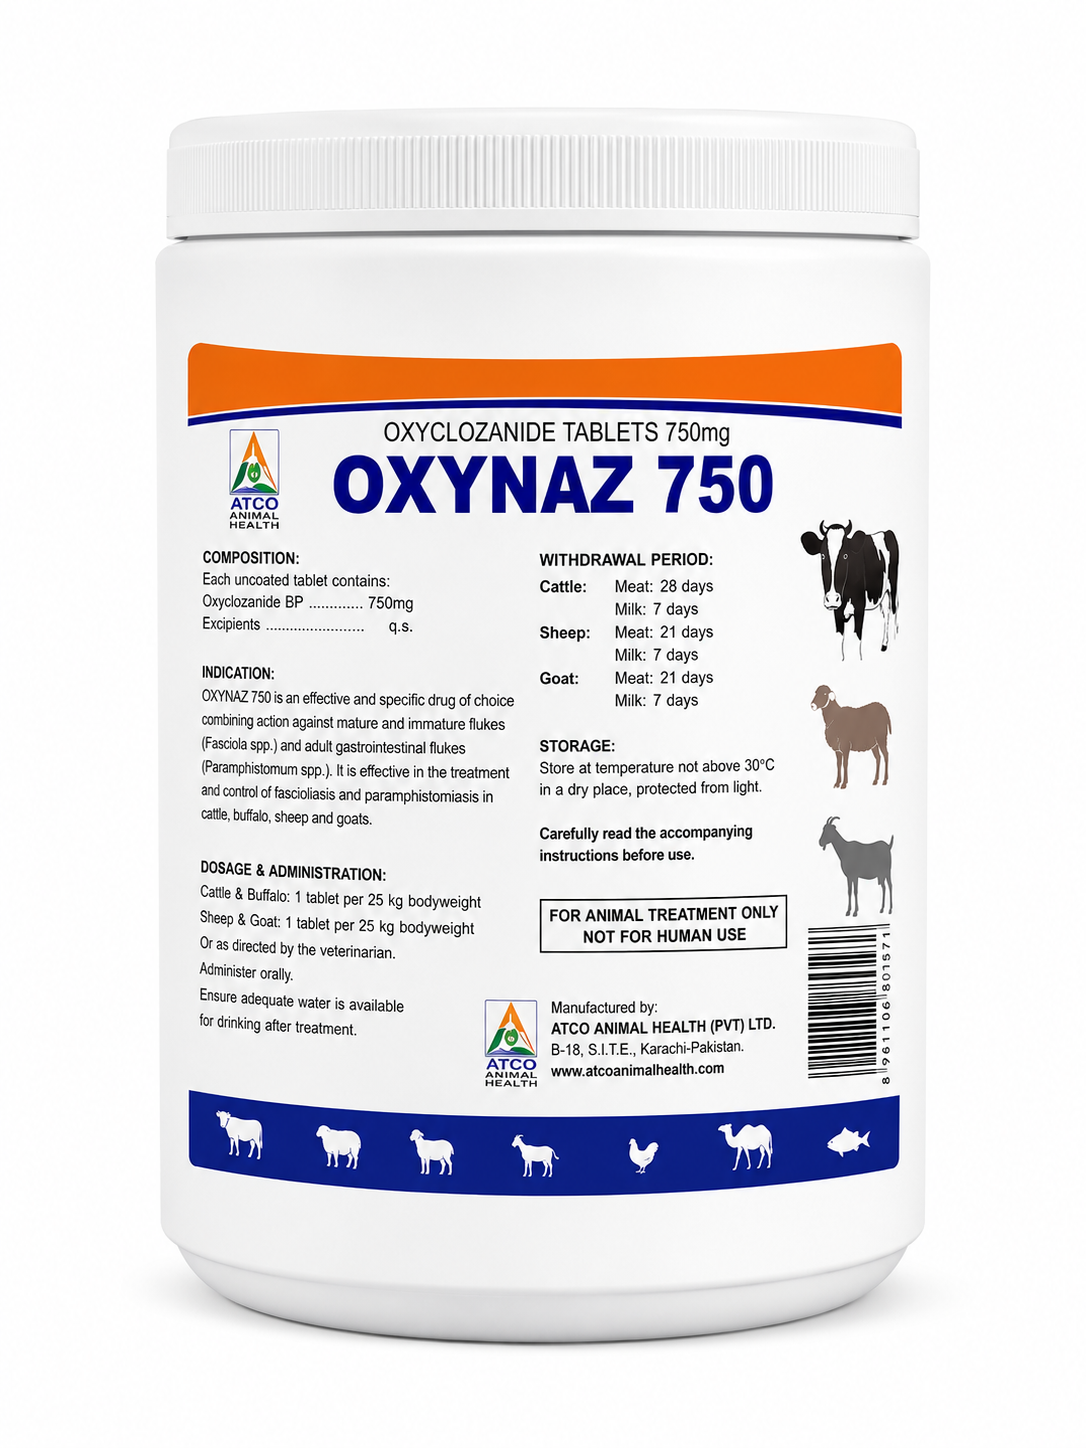 OXYCLOZANIDE TABLETS 750mg
OXYNAZ 750
ATCO
ANIMAL
HEALTH
COMPOSITION:
Each uncoated tablet contains:
Oxyclozanide BP ............. 750mg
Excipients ........................ q.s.
INDICATION:
OXYNAZ 750 is an effective and specific drug of choice
combining action against mature and immature flukes
(Fasciola spp.) and adult gastrointestinal flukes
(Paramphistomum spp.). It is effective in the treatment
and control of fascioliasis and paramphistomiasis in
cattle, buffalo, sheep and goats.
DOSAGE & ADMINISTRATION:
Cattle & Buffalo: 1 tablet per 25 kg bodyweight
Sheep & Goat: 1 tablet per 25 kg bodyweight
Or as directed by the veterinarian.
Administer orally.
Ensure adequate water is available
for drinking after treatment.
WITHDRAWAL PERIOD:
Cattle: Meat: 28 days
Milk: 7 days
Sheep: Meat: 21 days
Milk: 7 days
Goat: Meat: 21 days
Milk: 7 days
STORAGE:
Store at temperature not above 30°C
in a dry place, protected from light.
Carefully read the accompanying
instructions before use.
FOR ANIMAL TREATMENT ONLY
NOT FOR HUMAN USE
ATCO
ANIMAL
HEALTH
Manufactured by:
ATCO ANIMAL HEALTH (PVT) LTD.
B-18, S.I.T.E., Karachi-Pakistan.
www.atcoanimalhealth.com
8 961106 801571